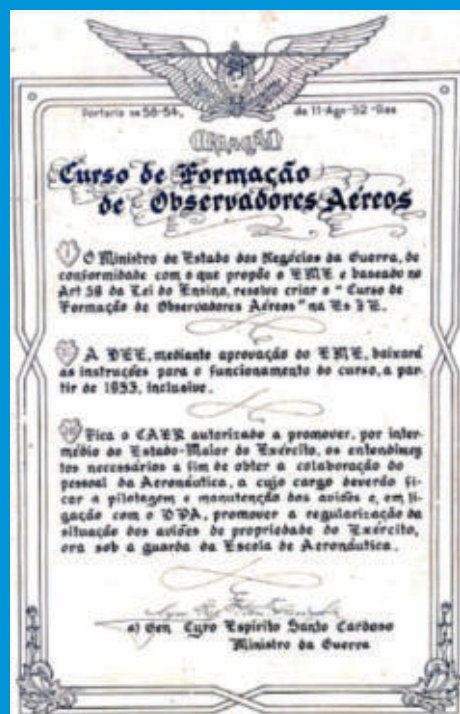 Portaria nº 58-54, de 11-Ago-52 - Gas
CRIAÇÃO
Curso de Formação
de Observadores Aéreos
O Ministro de Estado dos Negócios da Guerra, de
conformidade com o que propõe o EME e baseado no
Art 58 da Lei do Ensino, resolve criar o "Curso de
Formação de Observadores Aéreos" na Es I E.
A DEE, mediante aprovação do EME, baixará
as instruções para o funcionamento do curso, a par-
tir de 1953, inclusive.
Fica o CAER autorizado a promover, por inter-
médio do Estado-Maior do Exército, os entendimen
tos necessários a fim de obter a colaboração do
pessoal da Aeronáutica, a cujo cargo deverão fi-
car a pilotagem e manutenção dos aviões e, em li-
gação com o DPA, promover a regularização da
situação dos aviões de propriedade do Exército,
ora sob a guarda da Escola de Aeronáutica.
a) Gen Cyro Espírito Santo Cardoso
Ministro da Guerra